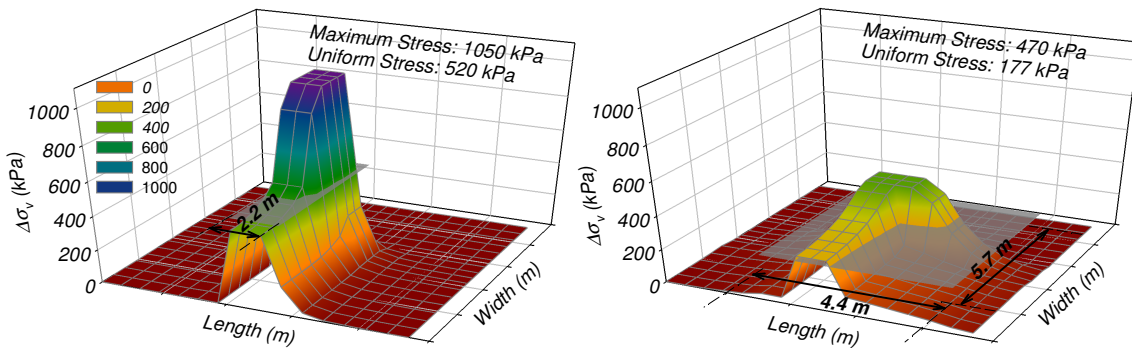 Maximum Stress: 1050 kPa
Uniform Stress: 520 kPa
1000
800
600
400
200
0
Δσv (kPa)
0
200
400
600
800
1000
2.2 m
Length (m)
Width (m)
Maximum Stress: 470 kPa
Uniform Stress: 177 kPa
1000
800
600
400
200
0
Δσv (kPa)
5.7 m
4.4 m
Length (m)
Width (m)